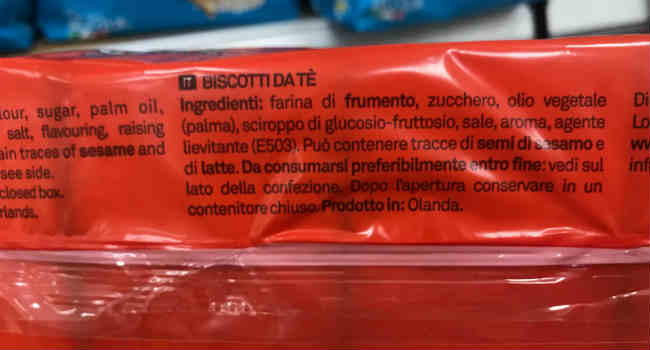 lour, sugar, palm oil,
salt, flavouring, raising
ain traces of sesame and
see side.
closed box.
rlands.
IT BISCOTTI DA TÈ
Ingredienti: farina di frumento, zucchero, olio vegetale
(palma), sciroppo di glucosio-fruttosio, sale, aroma, agente
lievitante (E503). Può contenere tracce di semi di sesamo e
di latte. Da consumarsi preferibilmente entro fine: vedi sul
lato della confezione. Dopo l'apertura conservare in un
contenitore chiuso. Prodotto in: Olanda.
Di
Lo
ww
inf